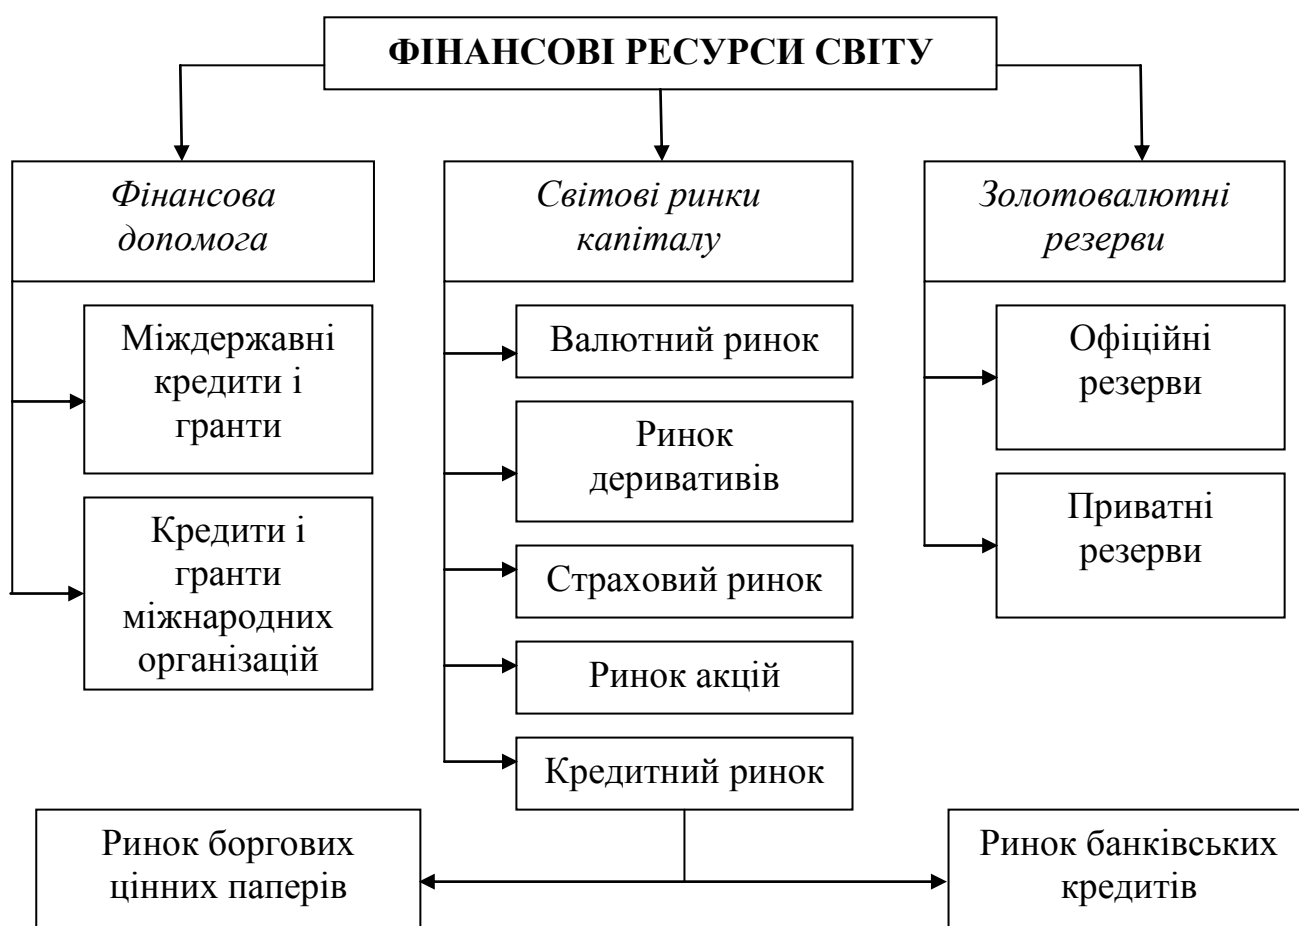 ФІНАНСОВІ РЕСУРСИ СВІТУ
Фінансова
допомога
Міждержавні
кредити і
гранти
Кредити і
гранти
міжнародних
організацій
Світові ринки
капіталу
Валютний ринок
Ринок
деривативів
Страховий ринок
Ринок акцій
Кредитний ринок
Золотовалютні
резерви
Офіційні
резерви
Приватні
резерви
Ринок боргових
цінних паперів
Ринок банківських
кредитів